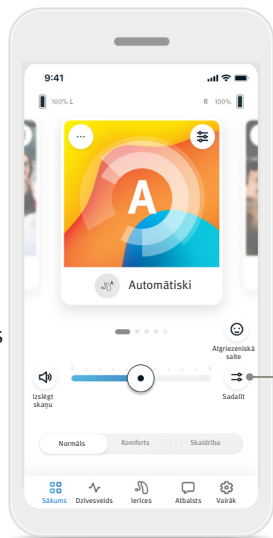 9:41
100% L
R 100%
A
Automātiski
s
Atgriezeniskā
saite
Izslēgt
skaņu
Sadalīt
Normāls
Komforts
Skaidrība
Sākums
Dzīvesveids
Ierīces
Atbalsts
Vairāk